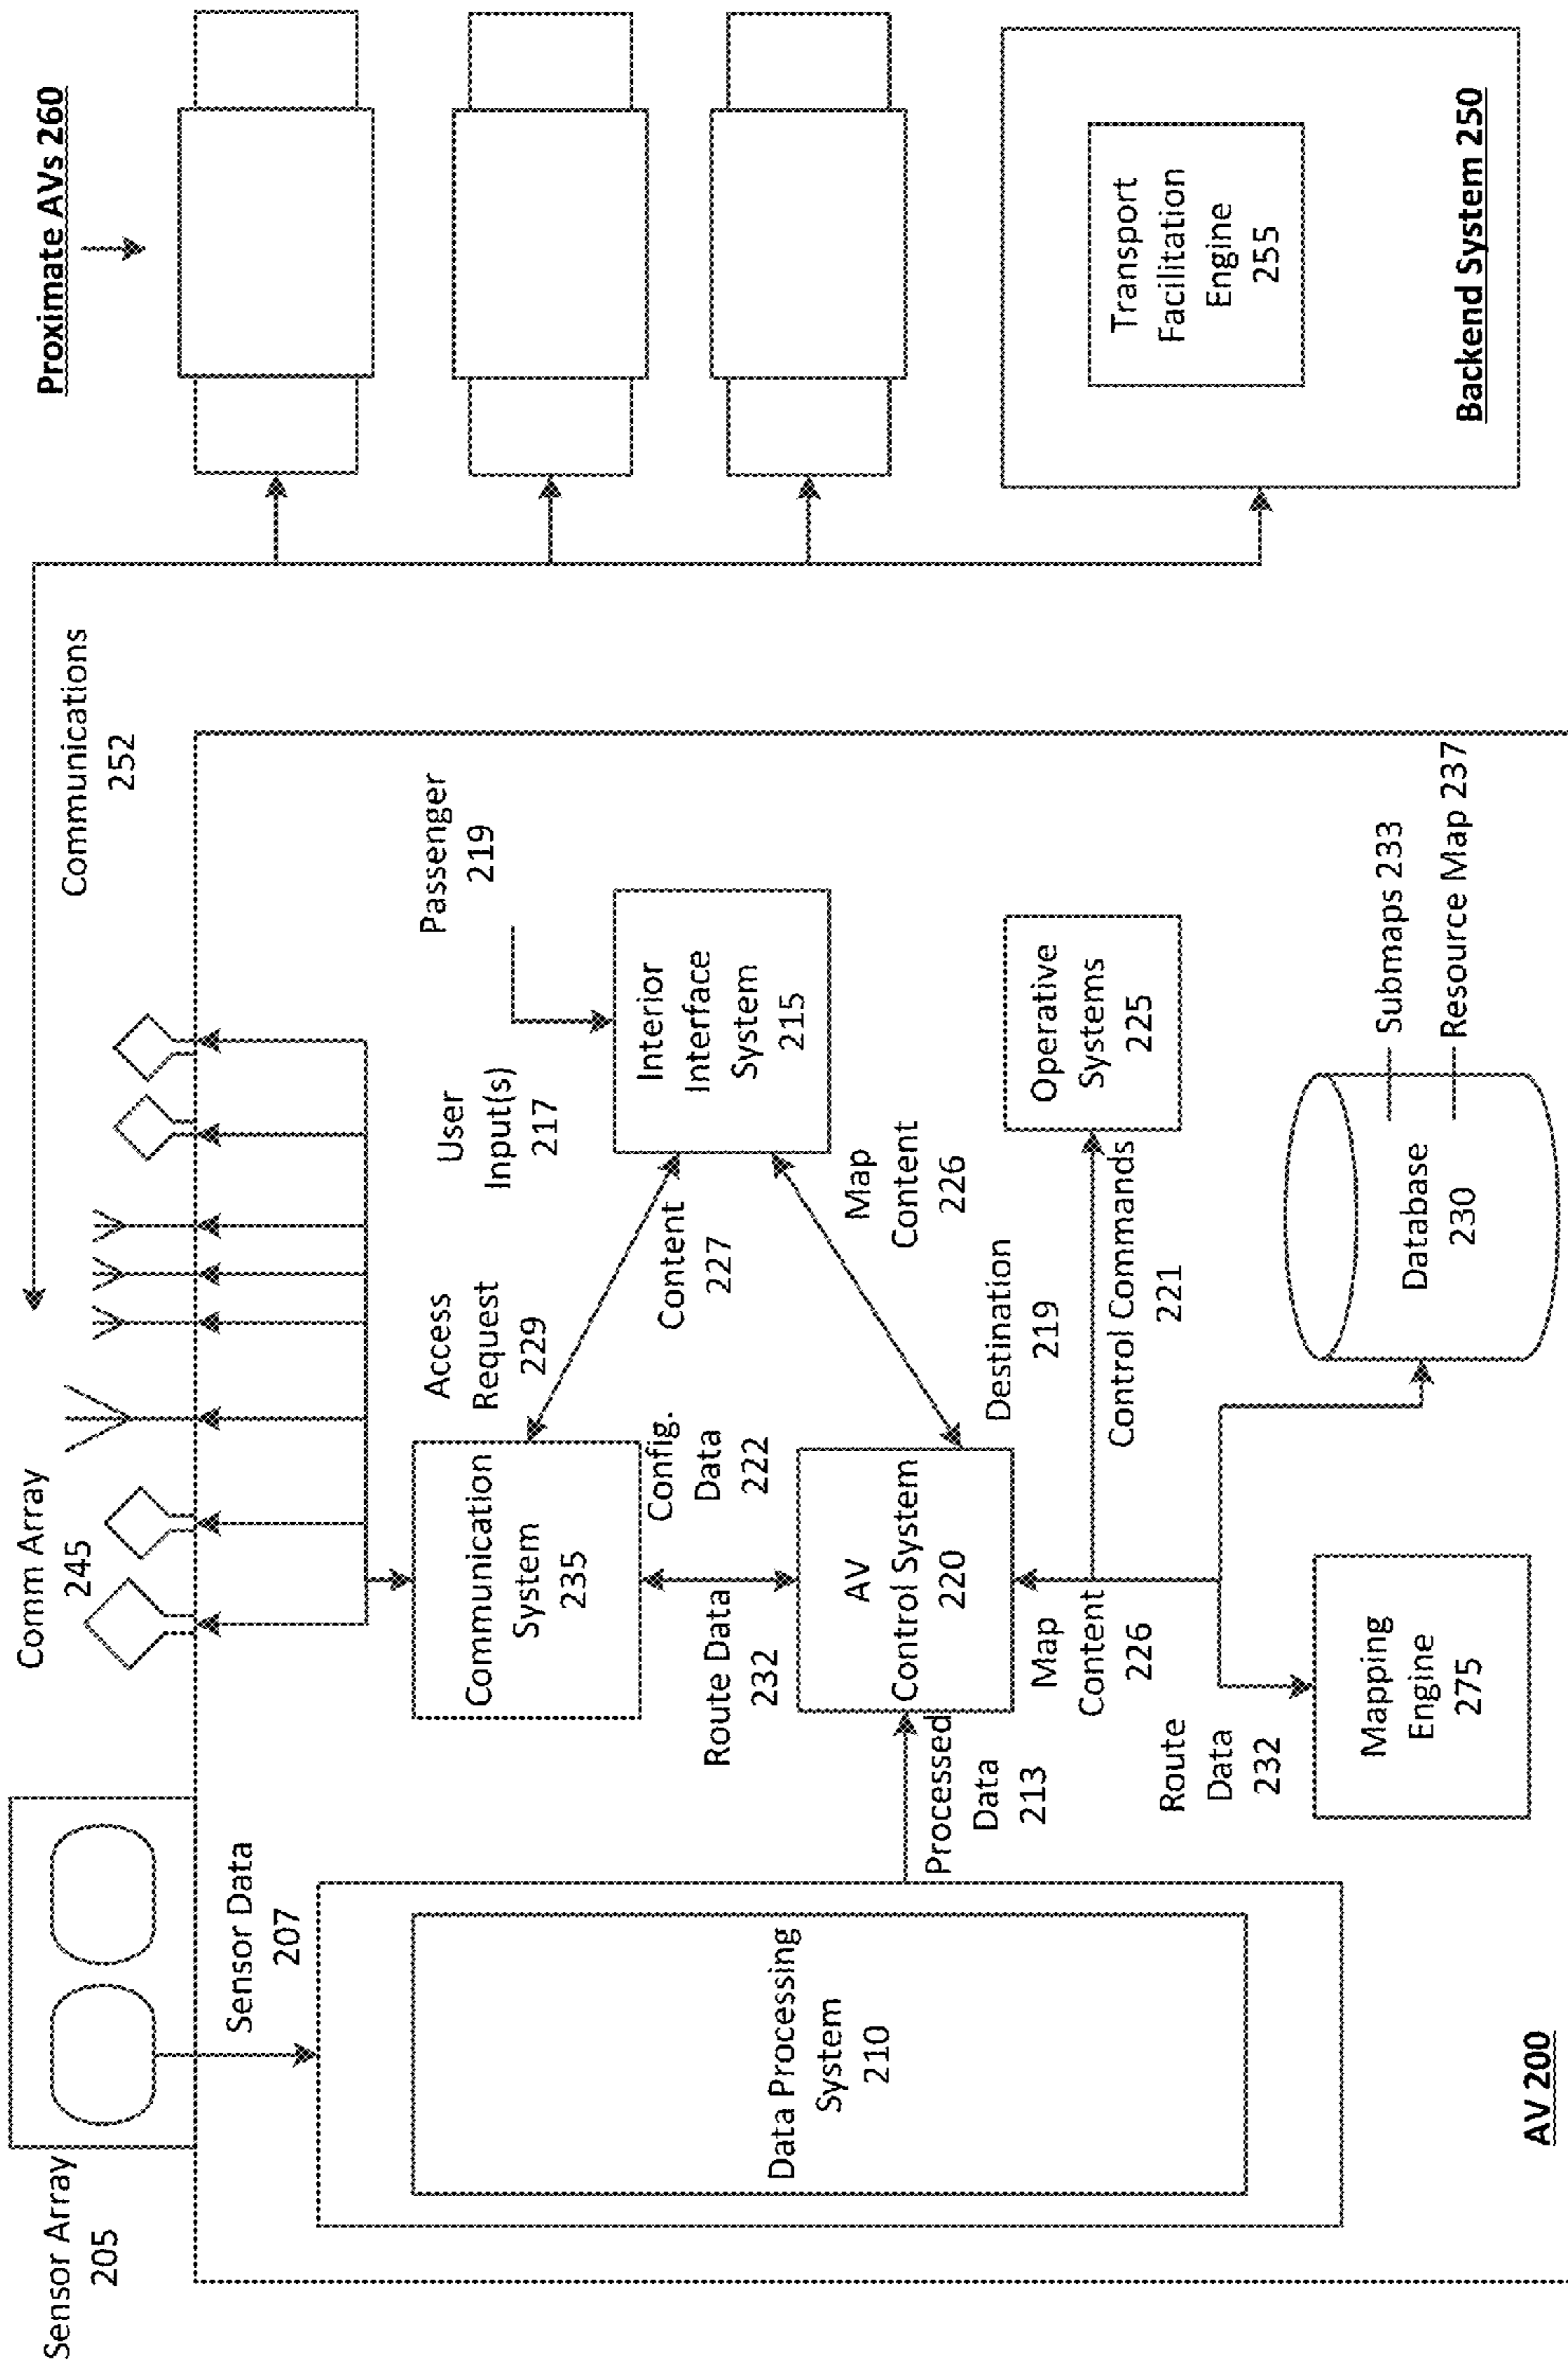 Sensor Array
205
Comm Array
245
Communications
252
Proximate AVs 260
Sensor Data
207
Data Processing
System
210
Processed
Data
213
Communication
System
235
Access
Request
229
Content
227
User
Input(s)
217
Passenger
219
Interior
Interface
System
215
Config.
Data
222
Route Data
232
AV
Control System
220
Map
Content
226
Destination
219
Control Commands
221
Operative
Systems
225
Map
Content
226
Route
Data
232
Mapping
Engine
275
Database
230
Submaps 233
Resource Map 237
Transport
Facilitation
Engine
255
Backend System 250
AV 200